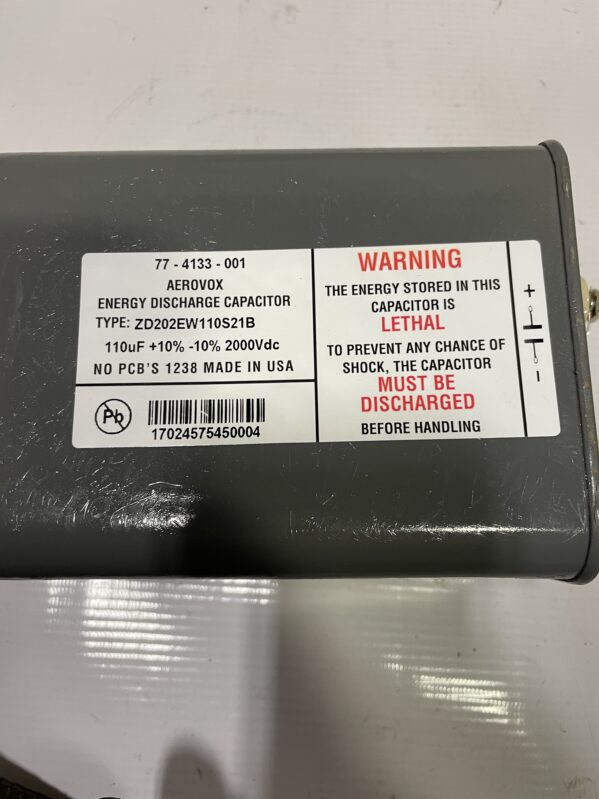 77 - 4133 - 001
AEROVOX
ENERGY DISCHARGE CAPACITOR
TYPE: ZD202EW110S21B
110uF +10% -10% 2000Vdc
NO PCB'S 1238 MADE IN USA
Pb
17024575450004
WARNING
THE ENERGY STORED IN THIS
CAPACITOR IS
LETHAL
TO PREVENT ANY CHANCE OF
SHOCK, THE CAPACITOR
MUST BE
DISCHARGED
BEFORE HANDLING
+
-